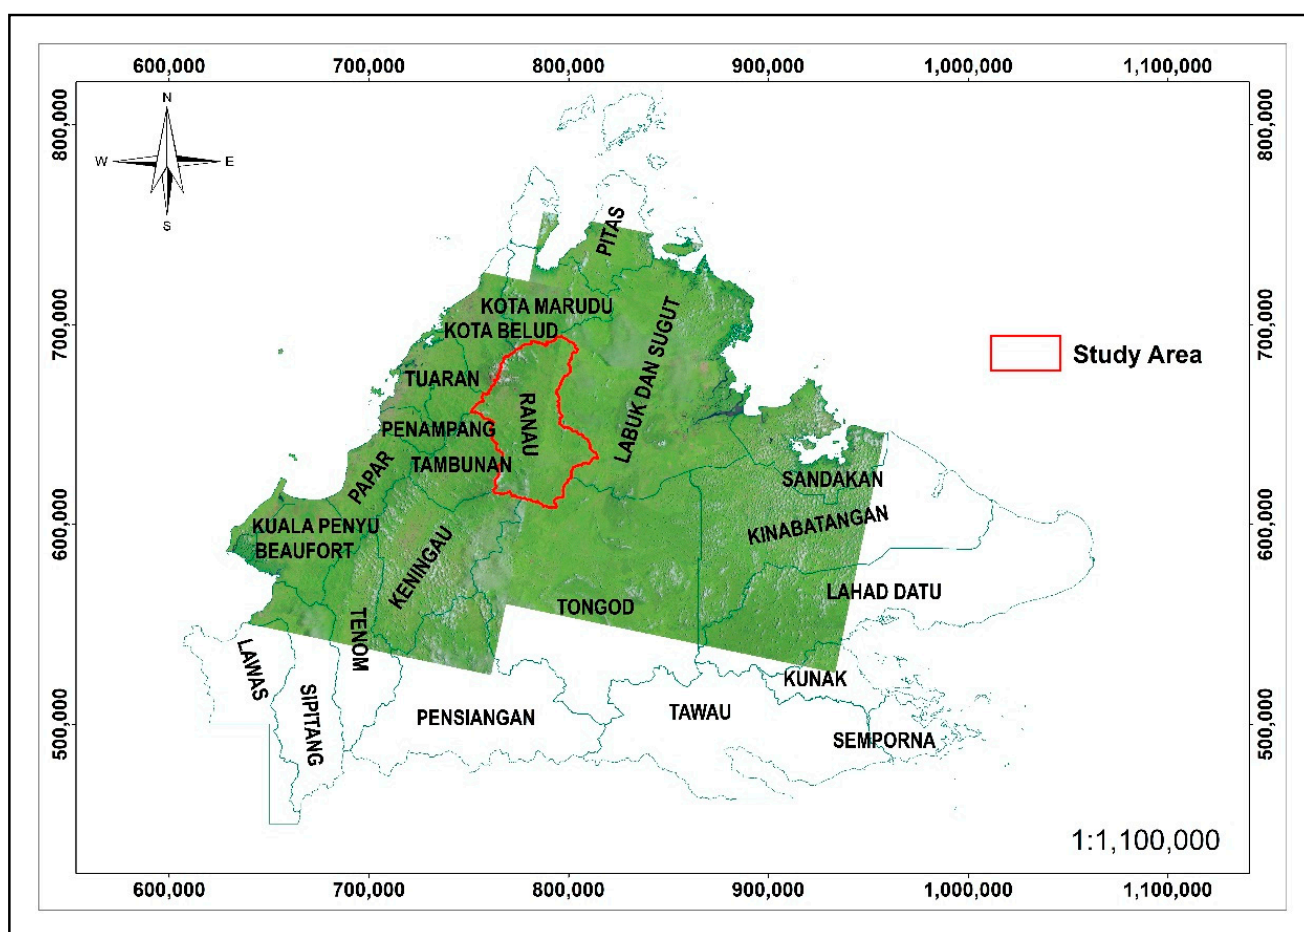 600,000 700,000 800,000 900,000 1,000,000 1,100,000
800,000 800,000
N
W E
S
PITAS
KOTA MARUDU
700,000 700,000
KOTA BELUD
LABUK DAN SUGUT
Study Area
TUARAN
RANAU
PENAMPANG
TAMBUNAN
PAPAR
SANDAKAN
KINABATANGAN
600,000 600,000
KUALA PENYU
BEAUFORT
KENINGAU
LAHAD DATU
TONGOD
TENOM
LAWAS
KUNAK
SIPITANG
PENSIANGAN
TAWAU
500,000 500,000
SEMPORNA
1:1,100,000
600,000 700,000 800,000 900,000 1,000,000 1,100,000